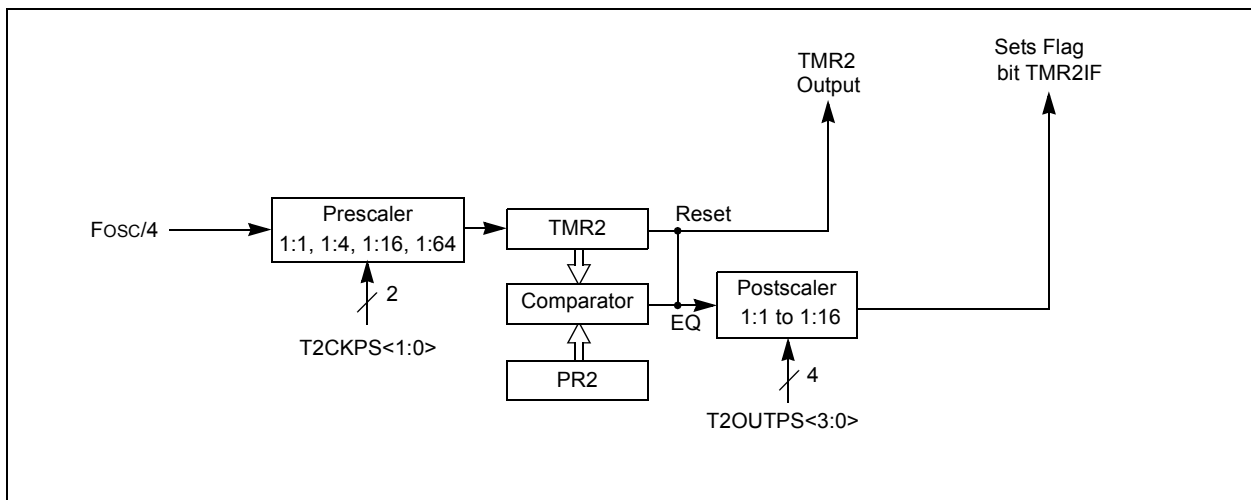 Sets Flag
bit TMR2IF
TMR2
Output
Fosc/4
Prescaler
1:1, 1:4, 1:16, 1:64
2
T2CKPS<1:0>
TMR2
Reset
Comparator
EQ
PR2
Postscaler
1:1 to 1:16
4
T2OUTPS<3:0>